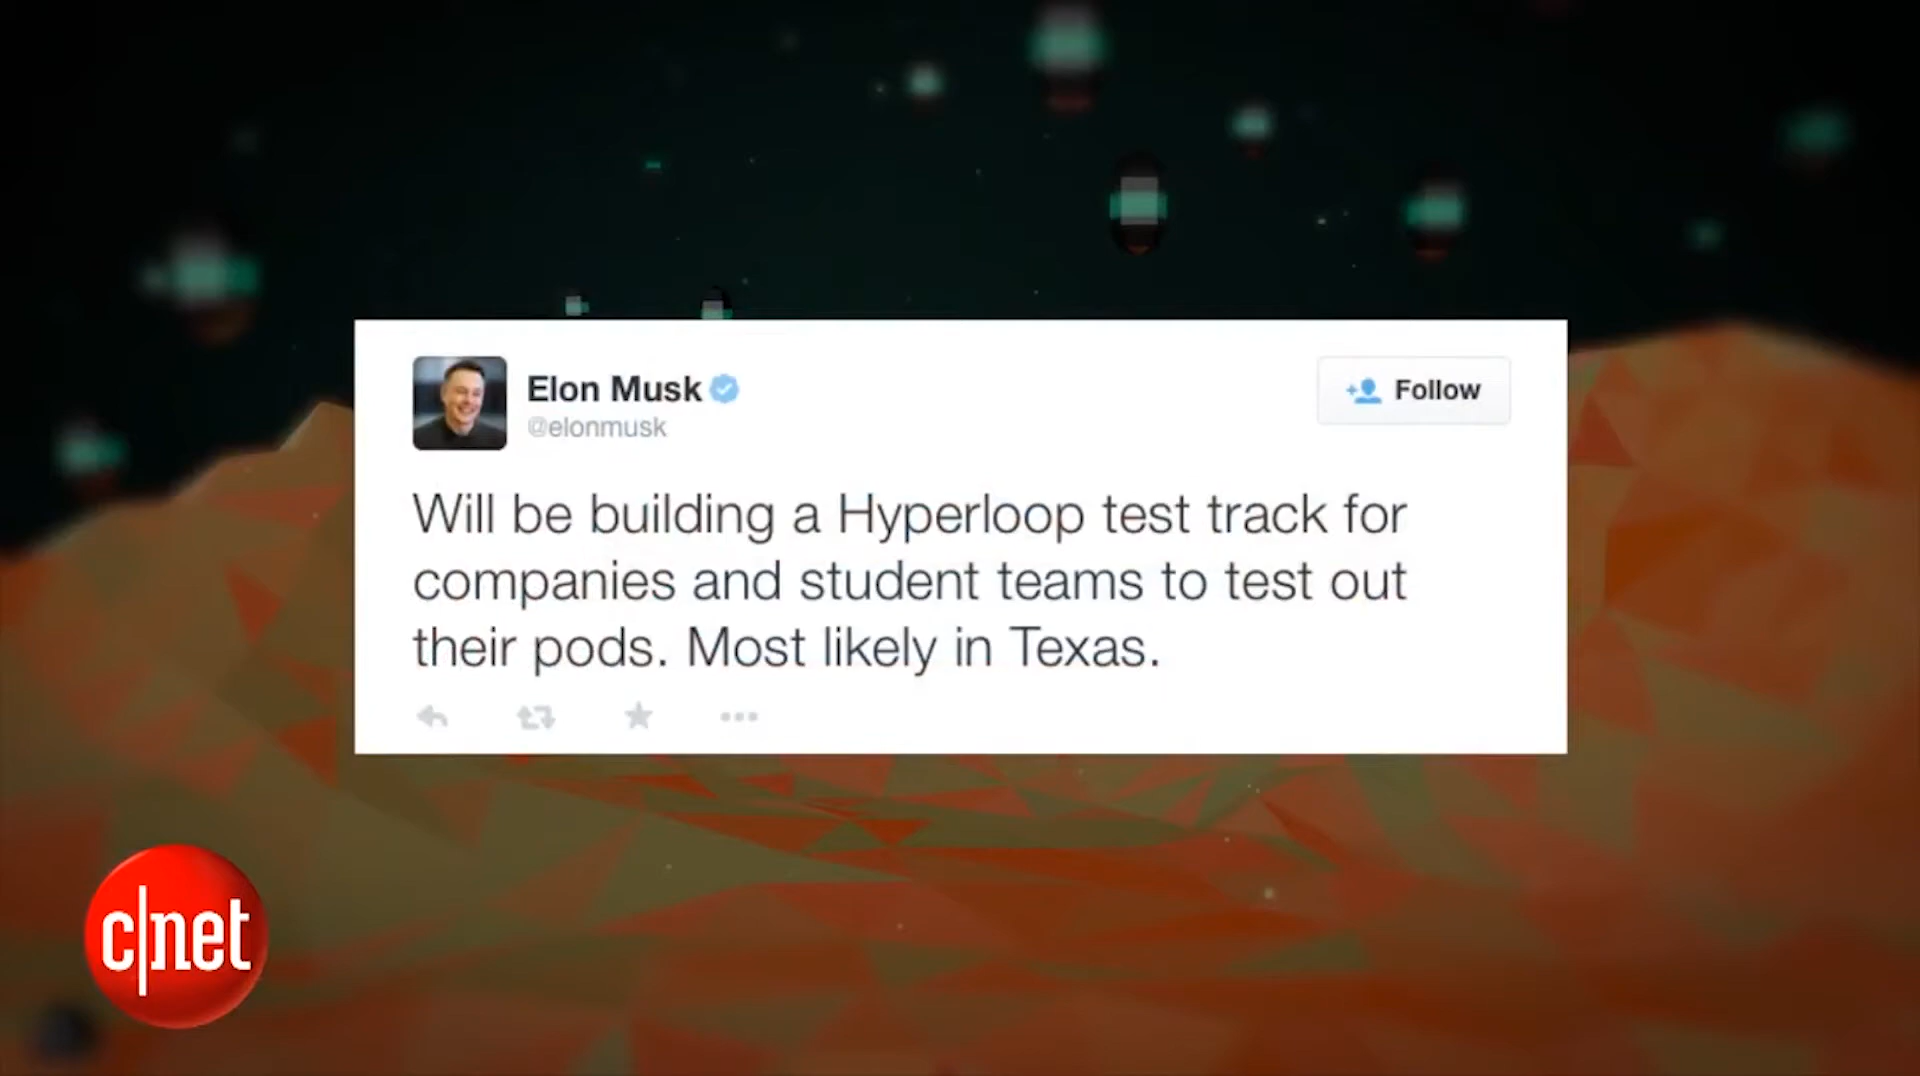 Elon Musk
@elonmusk
Follow
Will be building a Hyperloop test track for
companies and student teams to test out
their pods. Most likely in Texas.
c|net